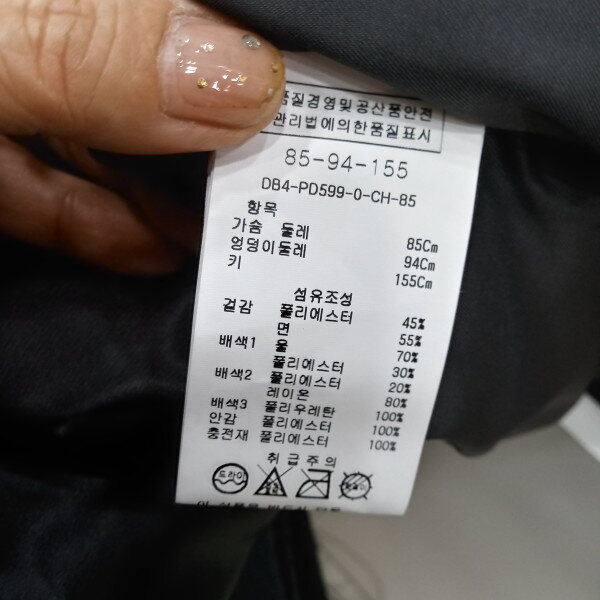 품질경영및공산품안전
관리법에의한품질표시
85-94-155
DB4-PD599-0-CH-85
항목
가슴 둘레 85Cm
엉덩이둘레 94Cm
키 155Cm
섬유조성
겉감 폴리에스터 45%
면 55%
배색1 울 70%
폴리에스터 30%
배색2 폴리에스터 20%
레이온 80%
배색3 폴리우레탄 100%
안감 폴리에스터 100%
충전재 폴리에스터 100%
취급주의
드라이